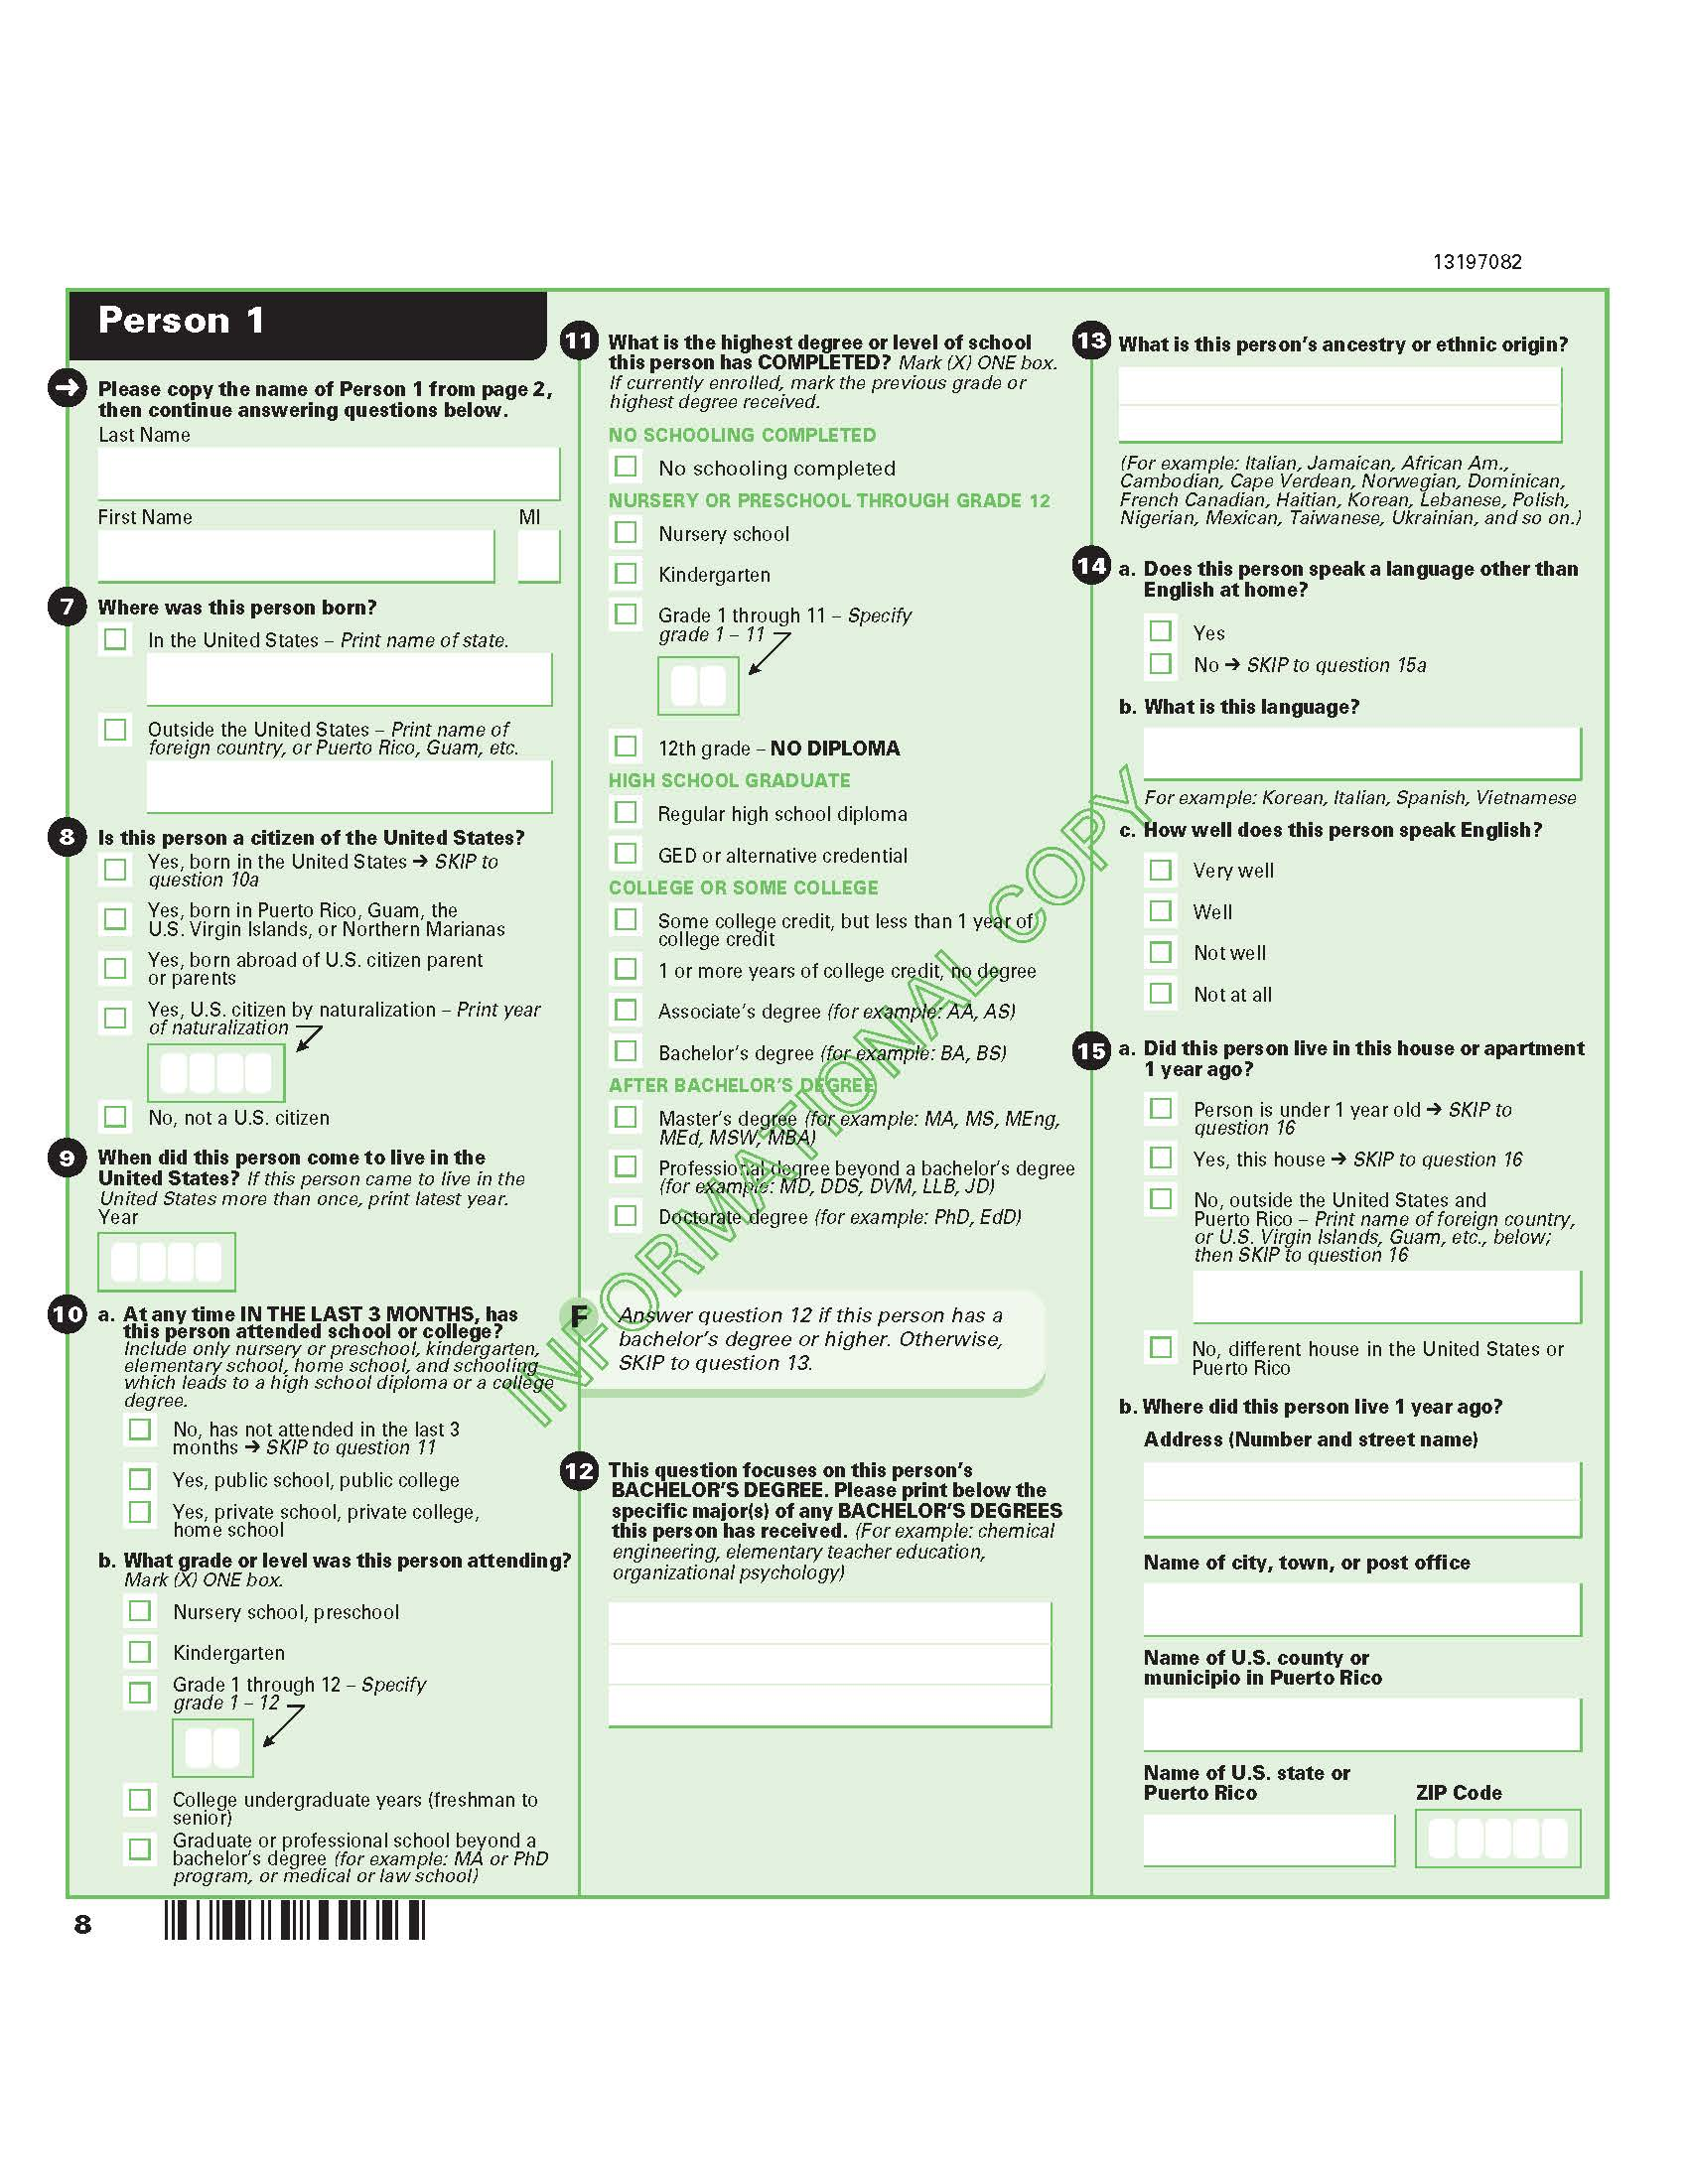 13197082
Person 1
➔ Please copy the name of Person 1 from page 2,
then continue answering questions below.
Last Name
First Name MI
7 Where was this person born?
In the United States – Print name of state.
Outside the United States – Print name of
foreign country, or Puerto Rico, Guam, etc.
8 Is this person a citizen of the United States?
Yes, born in the United States ➔ SKIP to
question 10a
Yes, born in Puerto Rico, Guam, the
U.S. Virgin Islands, or Northern Marianas
Yes, born abroad of U.S. citizen parent
or parents
Yes, U.S. citizen by naturalization – Print year
of naturalization
No, not a U.S. citizen
9 When did this person come to live in the
United States? If this person came to live in the
United States more than once, print latest year.
Year
10 a. At any time IN THE LAST 3 MONTHS, has
this person attended school or college?
Include only nursery or preschool, kindergarten,
elementary school, home school, and schooling
which leads to a high school diploma or a college
degree.
No, has not attended in the last 3
months ➔ SKIP to question 11
Yes, public school, public college
Yes, private school, private college,
home school
b. What grade or level was this person attending?
Mark (X) ONE box.
Nursery school, preschool
Kindergarten
Grade 1 through 12 – Specify
grade 1 – 12
College undergraduate years (freshman to
senior)
Graduate or professional school beyond a
bachelor's degree (for example: MA or PhD
program, or medical or law school)
11 What is the highest degree or level of school
this person has COMPLETED? Mark (X) ONE box.
If currently enrolled, mark the previous grade or
highest degree received.
NO SCHOOLING COMPLETED
No schooling completed
NURSERY OR PRESCHOOL THROUGH GRADE 12
Nursery school
Kindergarten
Grade 1 through 11 – Specify
grade 1 – 11
12th grade – NO DIPLOMA
HIGH SCHOOL GRADUATE
Regular high school diploma
GED or alternative credential
COLLEGE OR SOME COLLEGE
Some college credit, but less than 1 year of
college credit
1 or more years of college credit, no degree
Associate's degree (for example: AA, AS)
Bachelor's degree (for example: BA, BS)
AFTER BACHELOR'S DEGREE
Master's degree (for example: MA, MS, MEng,
MEd, MSW, MBA)
Professional degree beyond a bachelor's degree
(for example: MD, DDS, DVM, LLB, JD)
Doctorate degree (for example: PhD, EdD)
F Answer question 12 if this person has a
bachelor's degree or higher. Otherwise,
SKIP to question 13.
12 This question focuses on this person's
BACHELOR'S DEGREE. Please print below the
specific major(s) of any BACHELOR'S DEGREES
this person has received. (For example: chemical
engineering, elementary teacher education,
organizational psychology)
13 What is this person's ancestry or ethnic origin?
(For example: Italian, Jamaican, African Am.,
Cambodian, Cape Verdean, Norwegian, Dominican,
French Canadian, Haitian, Korean, Lebanese, Polish,
Nigerian, Mexican, Taiwanese, Ukrainian, and so on.)
14 a. Does this person speak a language other than
English at home?
Yes
No ➔ SKIP to question 15a
b. What is this language?
For example: Korean, Italian, Spanish, Vietnamese
c. How well does this person speak English?
Very well
Well
Not well
Not at all
15 a. Did this person live in this house or apartment
1 year ago?
Person is under 1 year old ➔ SKIP to
question 16
Yes, this house ➔ SKIP to question 16
No, outside the United States and
Puerto Rico – Print name of foreign country,
or U.S. Virgin Islands, Guam, etc., below;
then SKIP to question 16
No, different house in the United States or
Puerto Rico
b. Where did this person live 1 year ago?
Address (Number and street name)
Name of city, town, or post office
Name of U.S. county or
municipio in Puerto Rico
Name of U.S. state or
Puerto Rico ZIP Code
INFORMATIONAL COPY
8